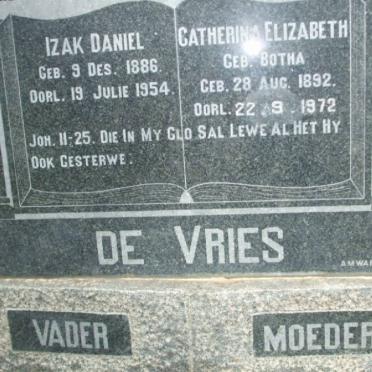 IZAK DANIEL
GEB. 9 DES. 1886.
OORL. 19 JULIE 1954.
CATHERINA ELIZABETH
GEB. BOTHA
GEB. 28 AUG. 1892.
OORL. 22 9. 1972
JOH. 11-25. DIE IN MY GLO SAL LEWE AL HET HY
OOK GESTERWE.
DE VRIES
VADER
MOEDER